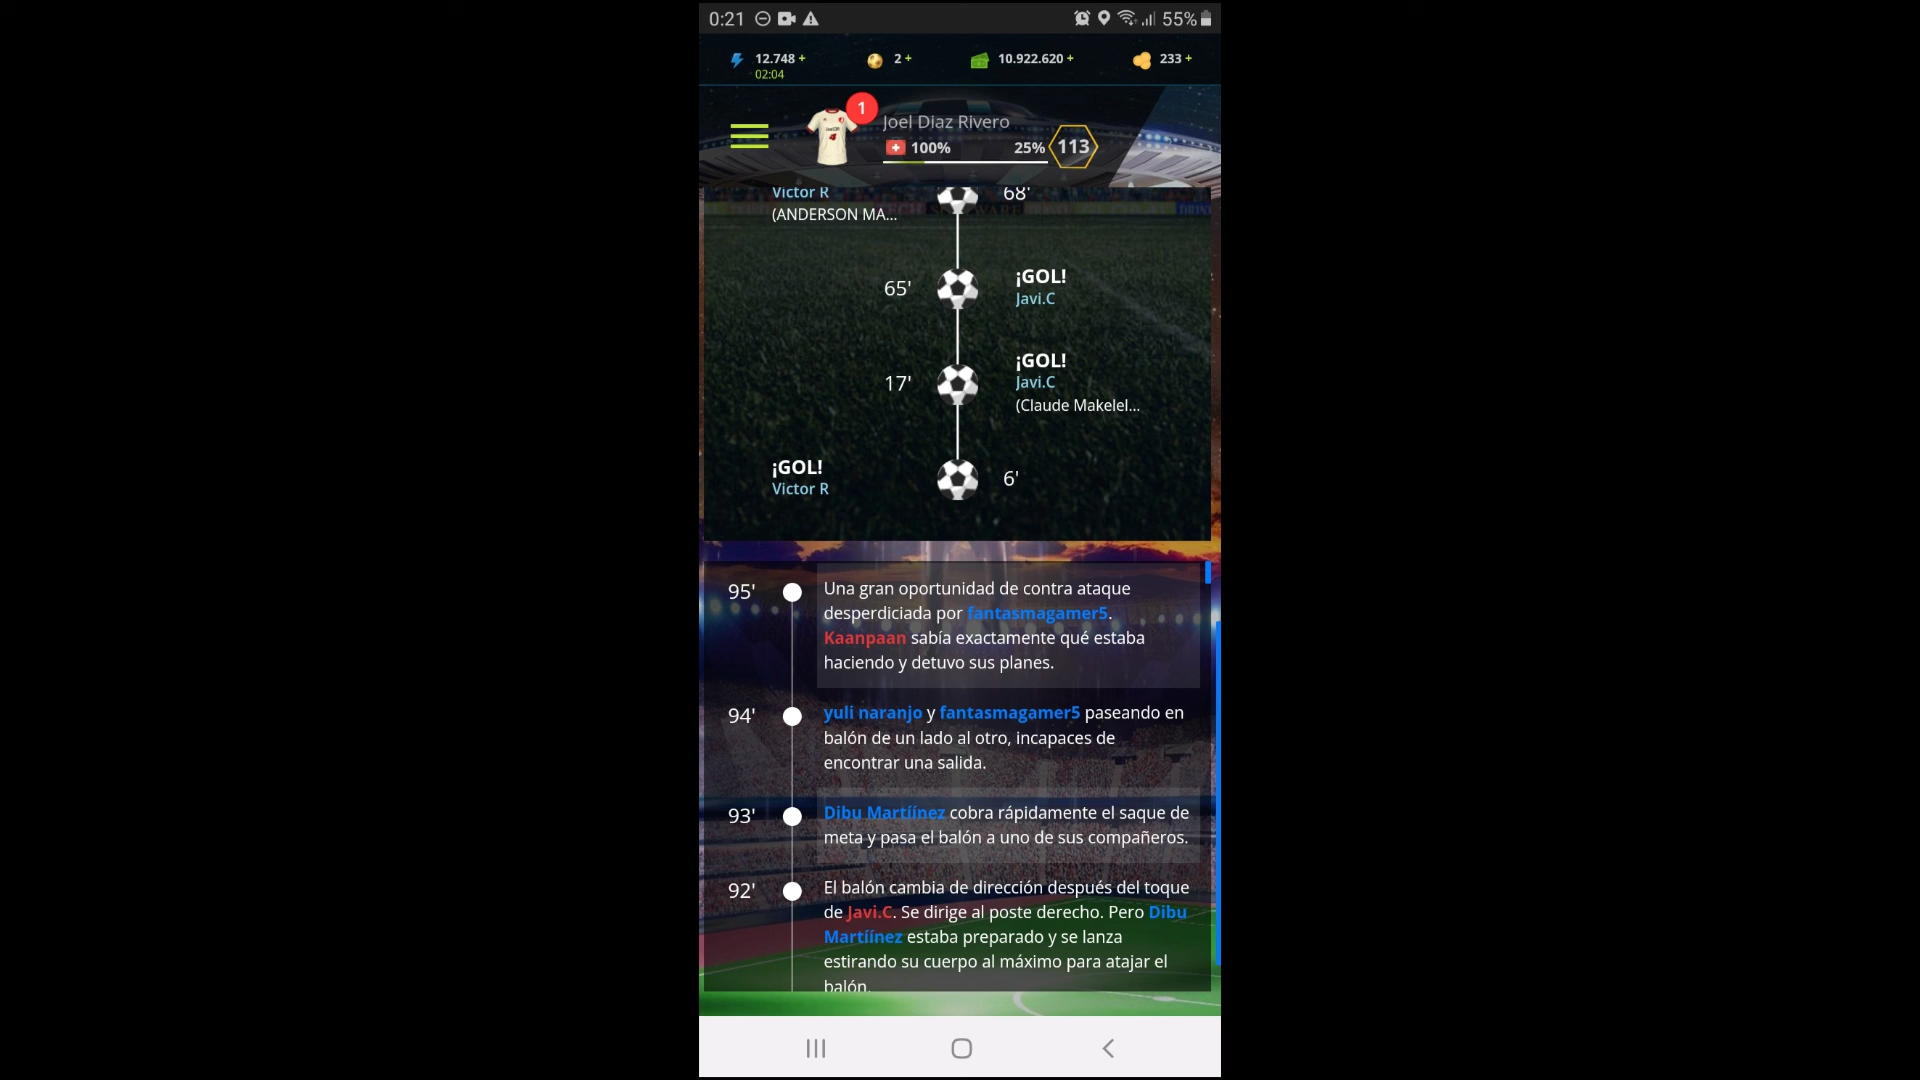 0:21
55%
12.748 +
02:04
2 +
10.922.620 +
233 +
1
Joel Diaz Rivero
100%
25%
113
Victor R
68'
(ANDERSON MA...
65'
¡GOL!
Javi.C
17'
¡GOL!
Javi.C
(Claude Makelel...
¡GOL!
Victor R
6'
95'
Una gran oportunidad de contra ataque
desperdiciada por fantasmagamer5.
Kaanpaan sabía exactamente qué estaba
haciendo y detuvo sus planes.
94'
yuli naranjo y fantasmagamer5 paseando en
balón de un lado al otro, incapaces de
encontrar una salida.
93'
Dibu Martíínez cobra rápidamente el saque de
meta y pasa el balón a uno de sus compañeros.
92'
El balón cambia de dirección después del toque
de Javi.C. Se dirige al poste derecho. Pero Dibu
Martíínez estaba preparado y se lanza
estirando su cuerpo al máximo para atajar el
balón.